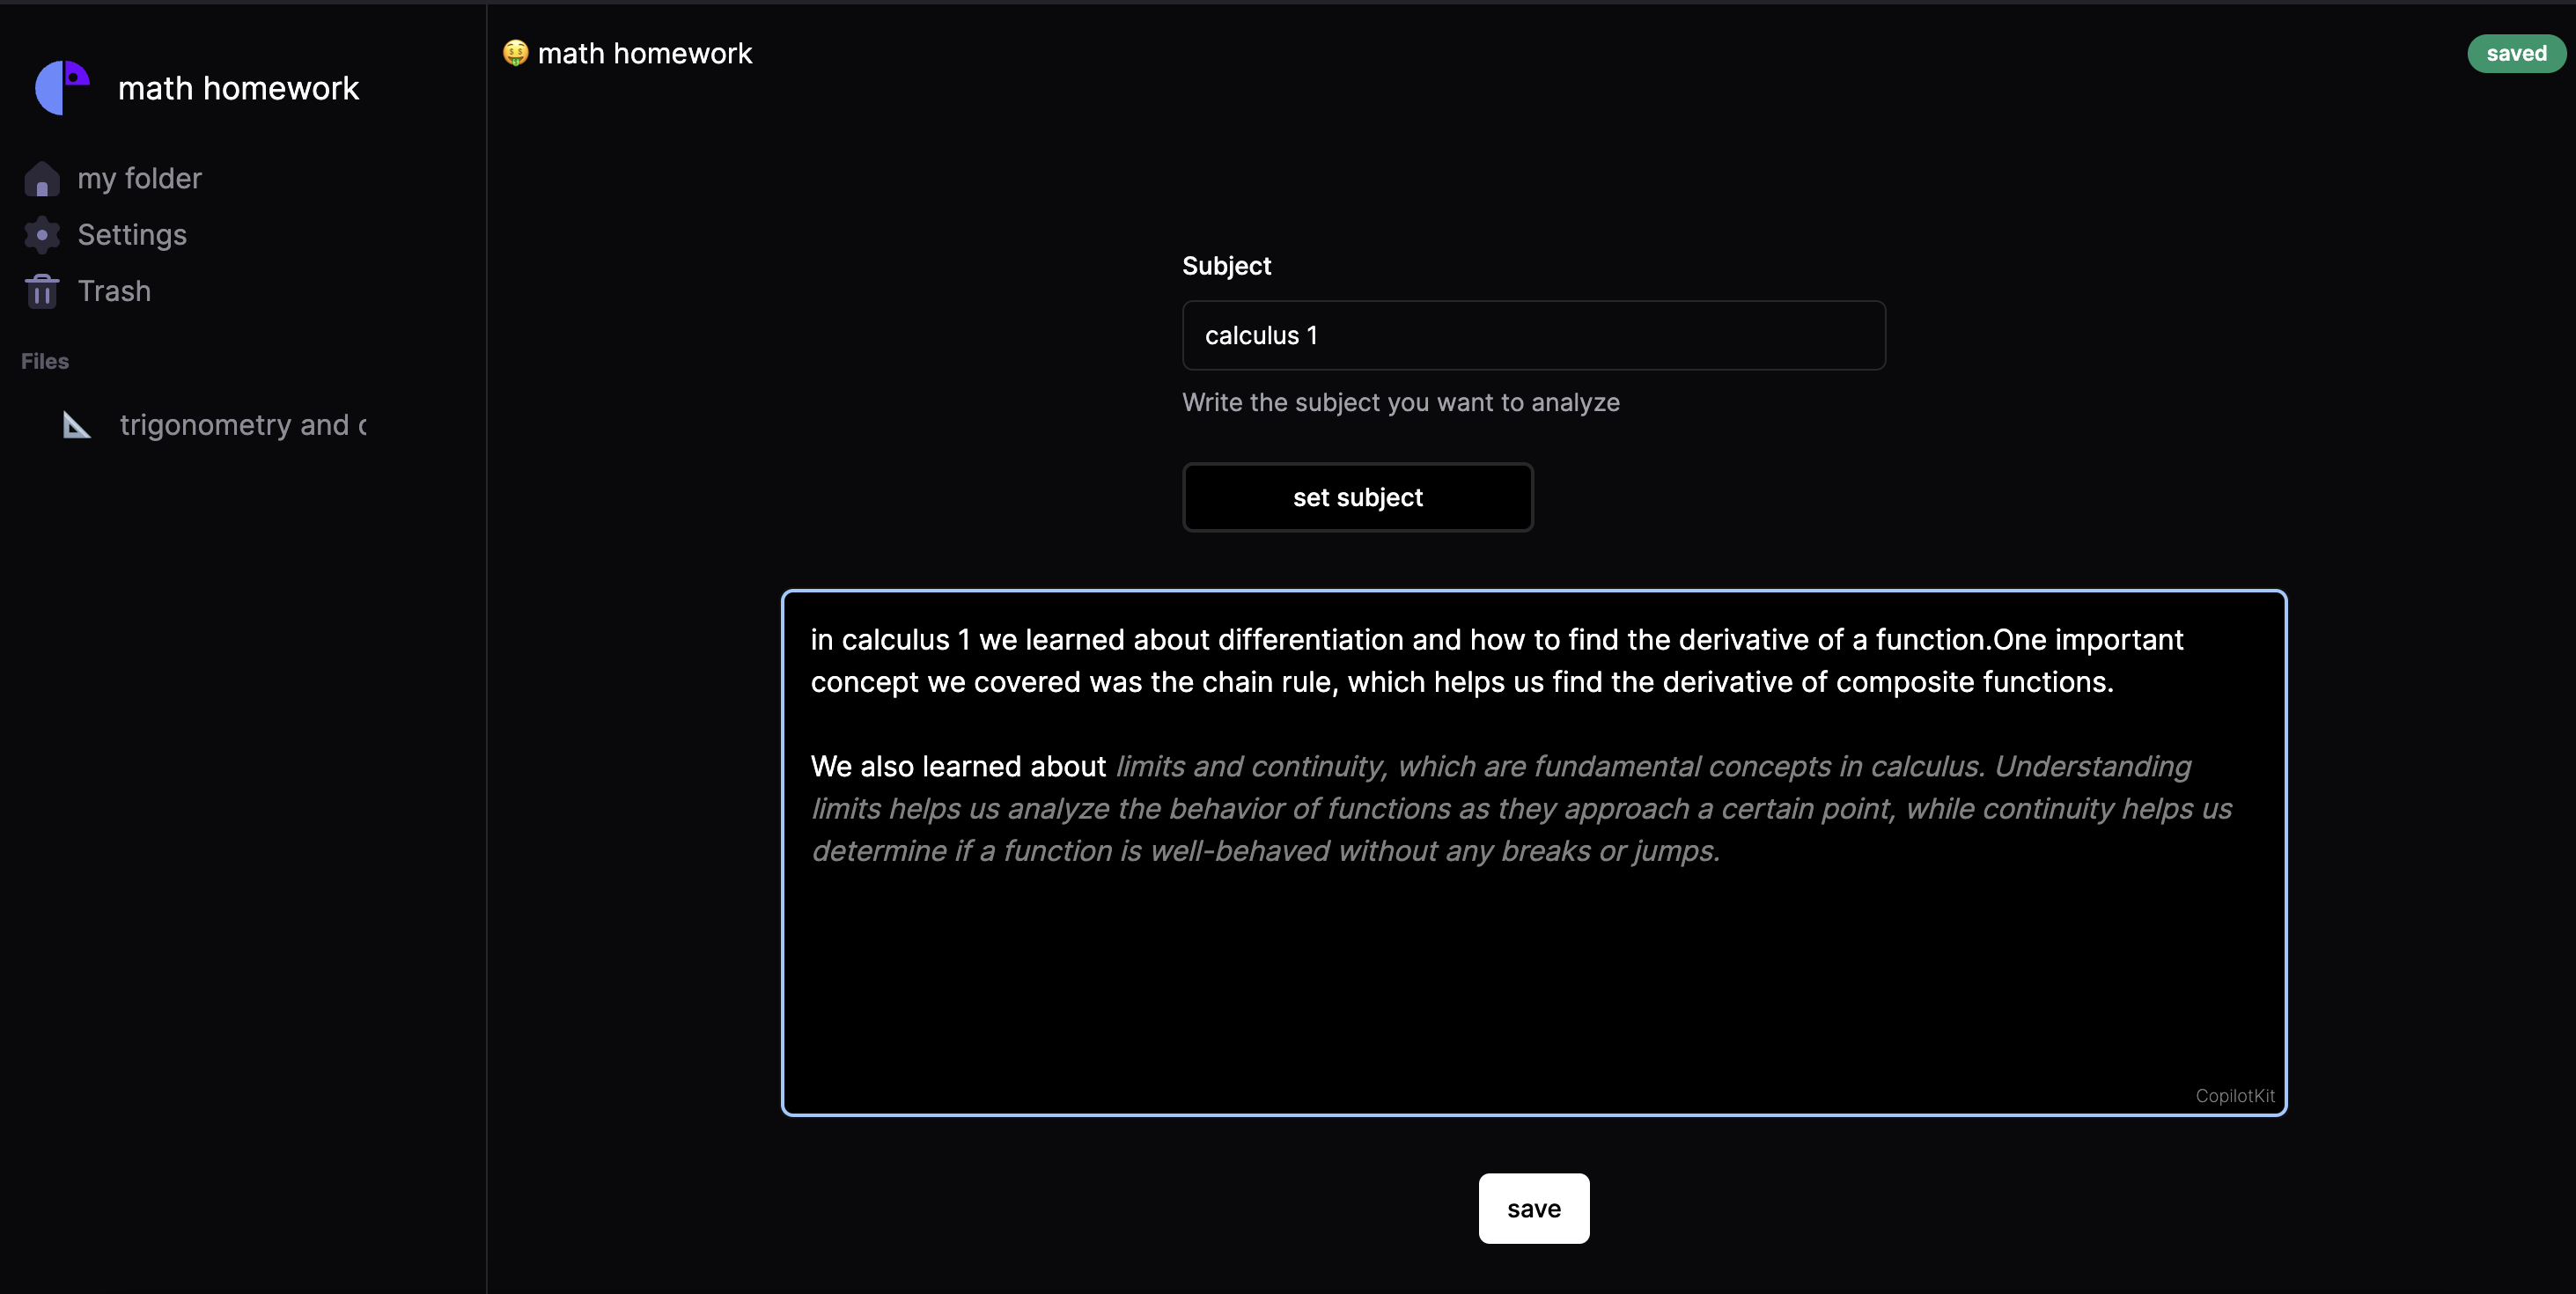 math homework
my folder
Settings
Trash
Files
trigonometry and
math homework
saved
Subject
calculus 1
Write the subject you want to analyze
set subject
in calculus 1 we learned about differentiation and how to find the derivative of a function.One important
concept we covered was the chain rule, which helps us find the derivative of composite functions.
We also learned about limits and continuity, which are fundamental concepts in calculus. Understanding
limits helps us analyze the behavior of functions as they approach a certain point, while continuity helps us
determine if a function is well-behaved without any breaks or jumps.
CopilotKit
save